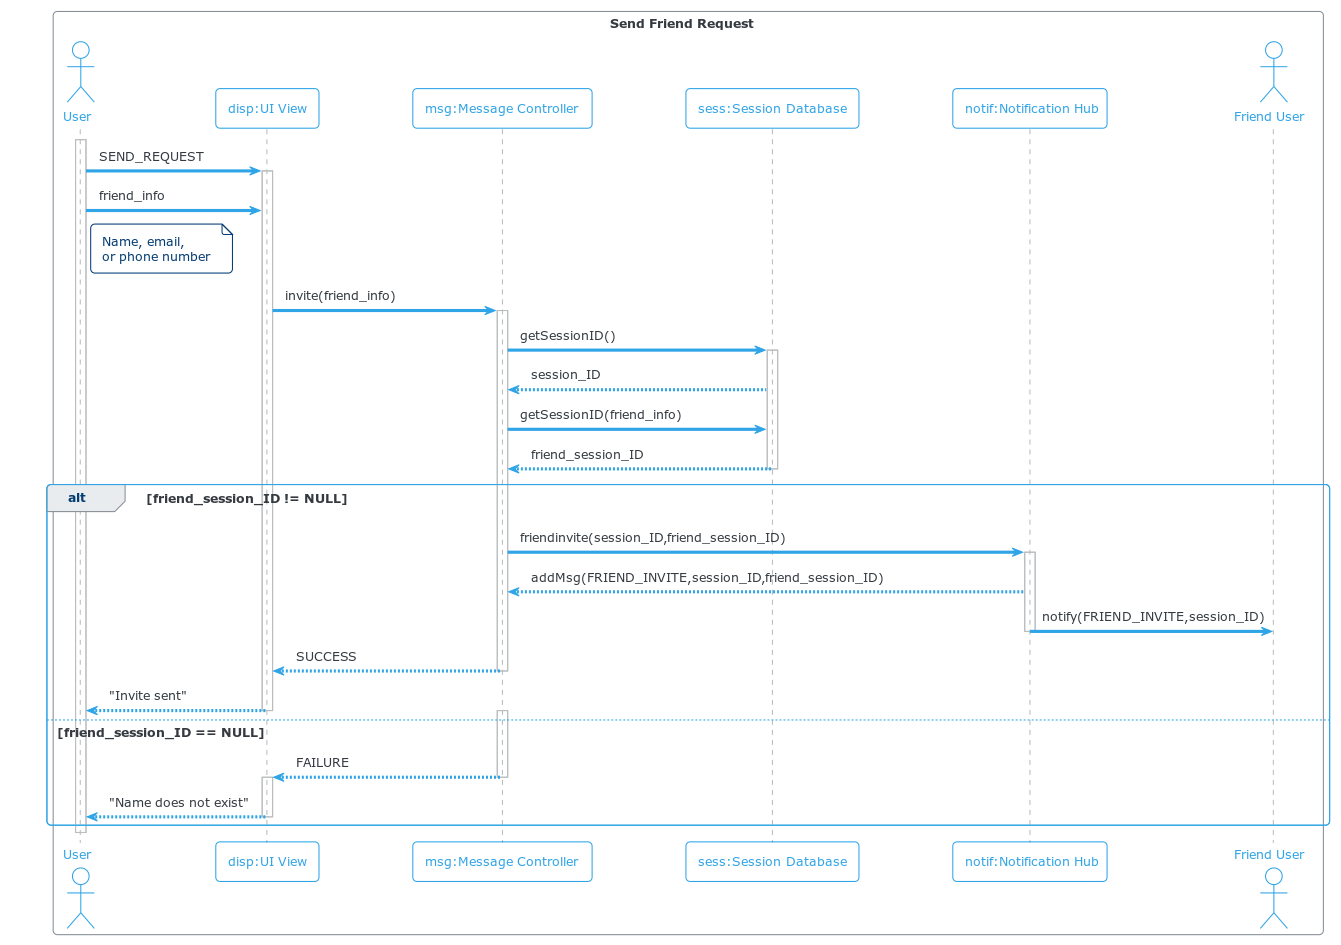 Send Friend Request
User
disp:UI View
msg:Message Controller
sess:Session Database
notif:Notification Hub
Friend User
SEND_REQUEST
friend_info
Name, email,
or phone number
invite(friend_info)
getSessionID()
session_ID
getSessionID(friend_info)
friend_session_ID
alt
[friend_session_ID != NULL]
friendinvite(session_ID,friend_session_ID)
addMsg(FRIEND_INVITE,session_ID,friend_session_ID)
notify(FRIEND_INVITE,session_ID)
SUCCESS
"Invite sent"
[friend_session_ID == NULL]
FAILURE
"Name does not exist"
User
disp:UI View
msg:Message Controller
sess:Session Database
notif:Notification Hub
Friend User